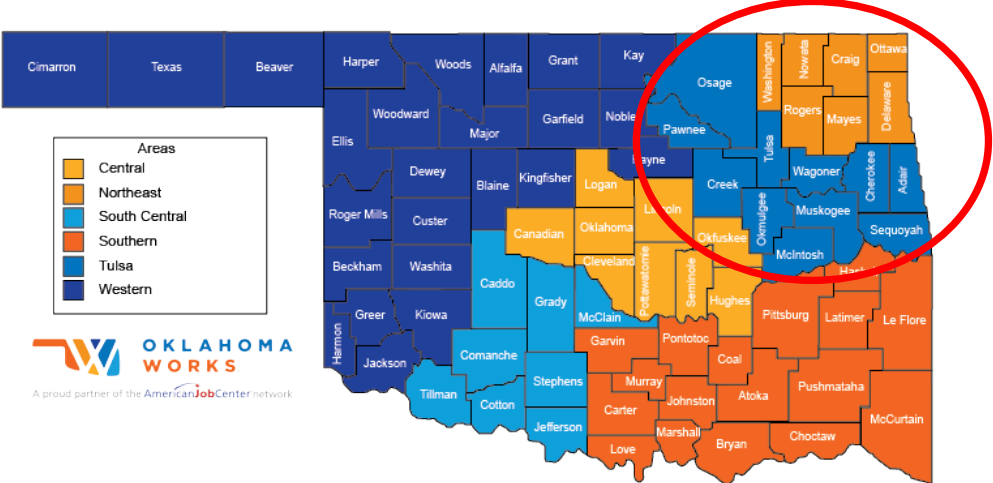 Cimarron
Texas
Beaver
Harper
Woods
Alfalfa
Grant
Kay
Osage
Washington
Nowata
Craig
Ottawa
Woodward
Ellis
Major
Garfield
Noble
Pawnee
Rogers
Mayes
Delaware
Tulsa
Dewey
Blaine
Kingfisher
Logan
Payne
Creek
Wagoner
Cherokee
Adair
Roger Mills
Custer
Canadian
Oklahoma
Lincoln
Okfuskee
Okmulgee
Muskogee
Sequoyah
McIntosh
Beckham
Washita
Caddo
Grady
Cleveland
Pottawatomie
Seminole
Hughes
Pittsburg
Latimer
Le Flore
Harmon
Greer
Kiowa
McClain
Jackson
Comanche
Garvin
Pontotoc
Coal
Tillman
Cotton
Stephens
Murray
Johnston
Atoka
Pushmataha
McCurtain
Jefferson
Carter
Love
Marshall
Bryan
Choctaw
Areas
Central
Northeast
South Central
Southern
Tulsa
Western
OKLAHOMA
WORKS
A proud partner of the AmericanJobCenter network